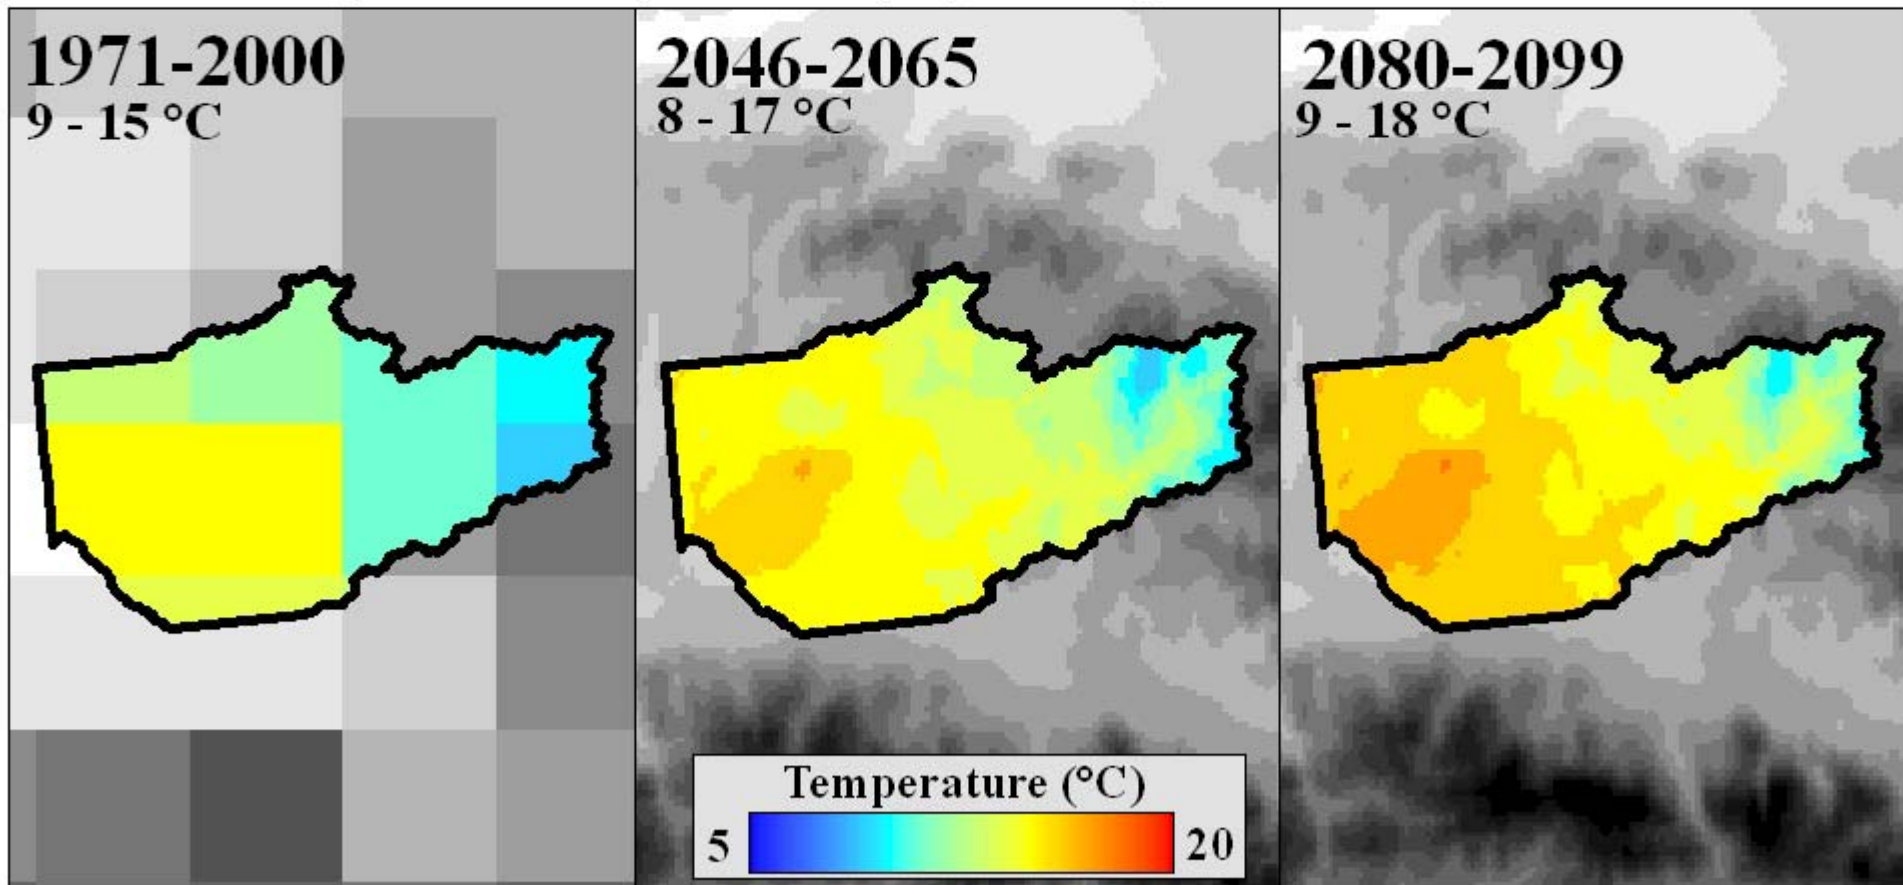 1971-2000
9 - 15 °C
2046-2065
8 - 17 °C
2080-2099
9 - 18 °C
Temperature (°C)
5
20